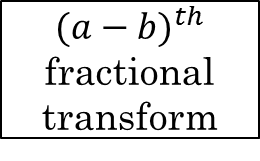 (a − b)ᵗʰ
fractional
transform